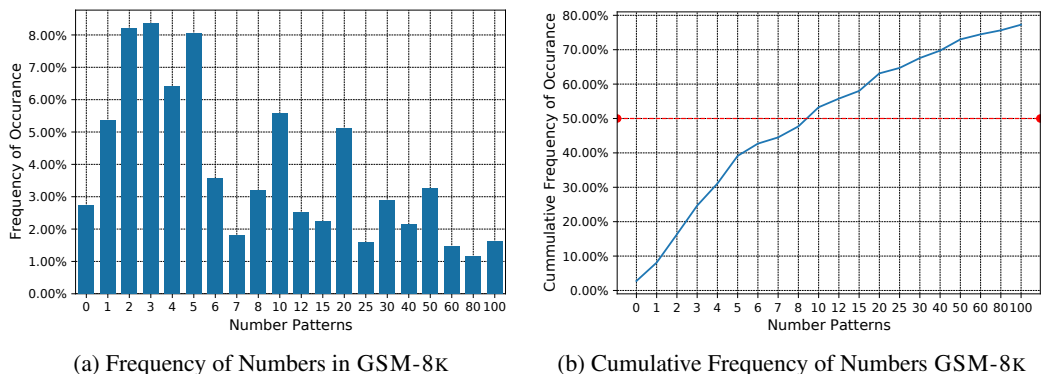 8.00%
7.00%
6.00%
5.00%
4.00%
3.00%
2.00%
1.00%
0.00%
Frequency of Occurance
0 1 2 3 4 5 6 7 8 10 12 15 20 25 30 40 50 60 80 100
Number Patterns
(a) Frequency of Numbers in GSM-8K
80.00%
70.00%
60.00%
50.00%
40.00%
30.00%
20.00%
10.00%
0.00%
Cummulative Frequency of Occurance
0 1 2 3 4 5 6 7 8 10 12 15 20 25 30 40 50 60 80 100
Number Patterns
(b) Cumulative Frequency of Numbers GSM-8K